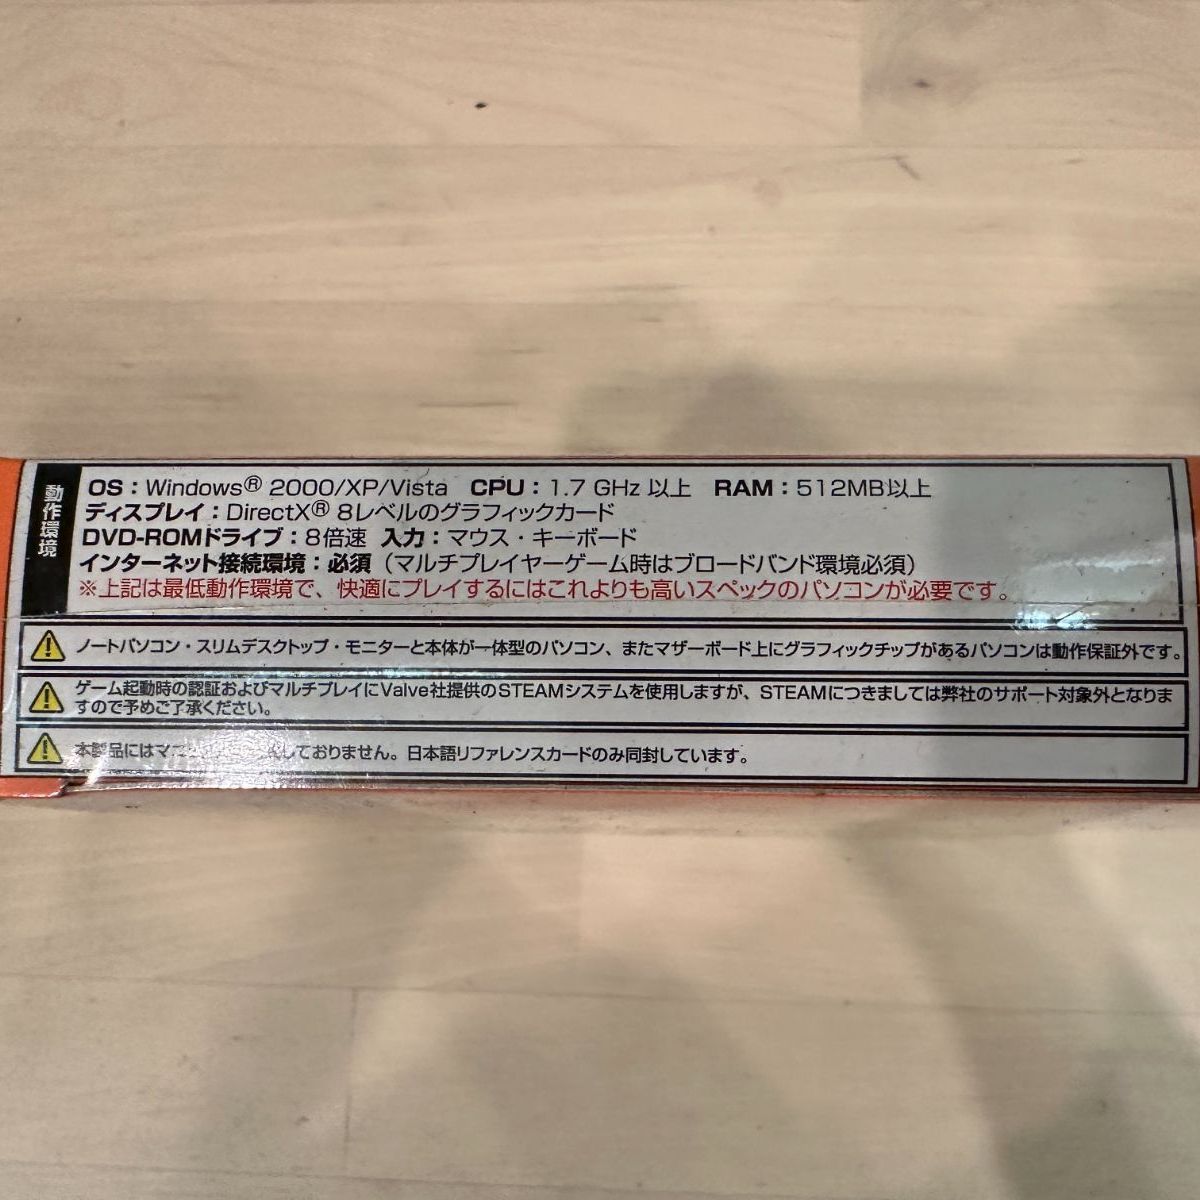 動作環境
OS：Windows® 2000/XP/Vista CPU：1.7 GHz 以上 RAM：512MB以上
ディスプレイ：DirectX® 8レベルのグラフィックカード
DVD-ROMドライブ：8倍速 入力：マウス・キーボード
インターネット接続環境：必須（マルチプレイヤーゲーム時はブロードバンド環境必須）
※上記は最低動作環境で、快適にプレイするにはこれよりも高いスペックのパソコンが必要です。
ノートパソコン・スリムデスクトップ・モニターと本体が一体型のパソコン、またマザーボード上にグラフィックチップがあるパソコンは動作保証外です。
ゲーム起動時の認証およびマルチプレイにValve社提供のSTEAMシステムを使用しますが、STEAMにつきましては弊社のサポート対象外となりま
すので予めご了承ください。
本製品にはマ しておりません。日本語リファレンスカードのみ同封しています。